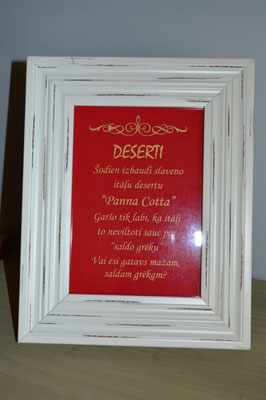 DESERTI
Šodien izbaudi slaveno
itāļu desertu
“Panna Cotta”
Garšo tik labi, ka itāļi
to neviltoti sauc par
“saldo grēku”
Vai esi gatavs mazam,
saldam grēkam?